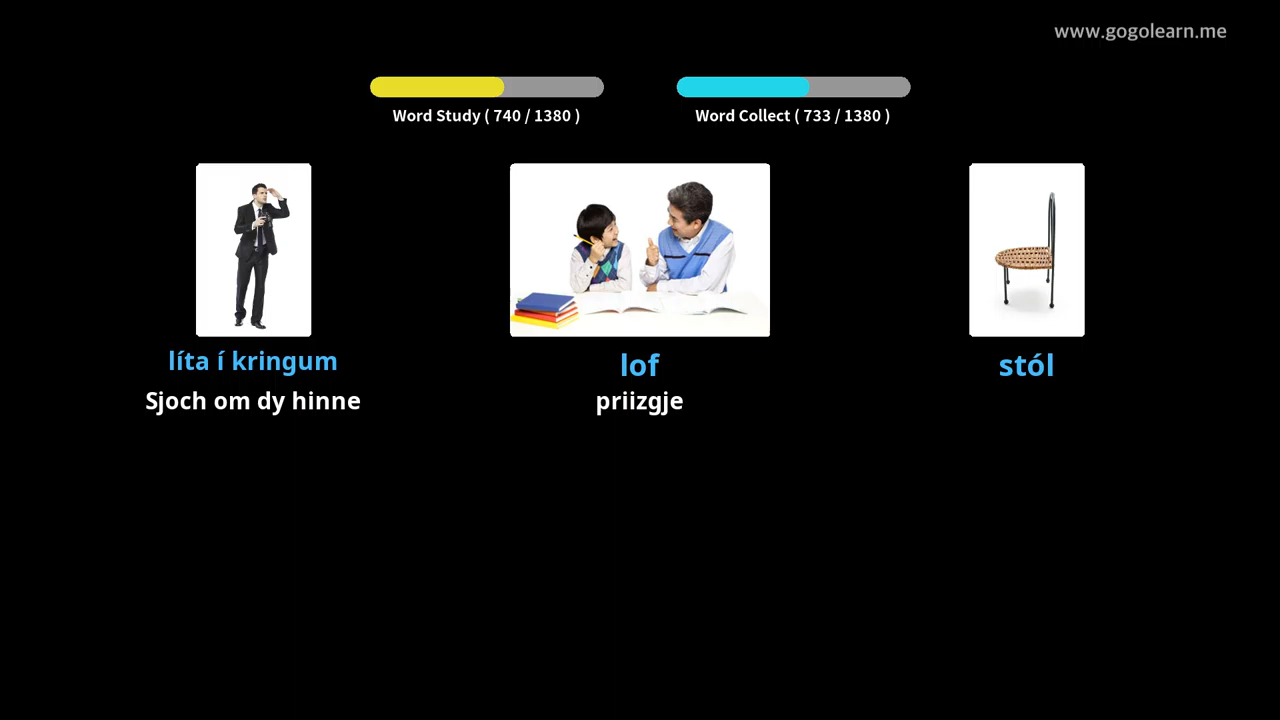 www.gogolearn.me
Word Study ( 740 / 1380 )
Word Collect ( 733 / 1380 )
líta í kringum
Sjoch om dy hinne
lof
priizgje
stól